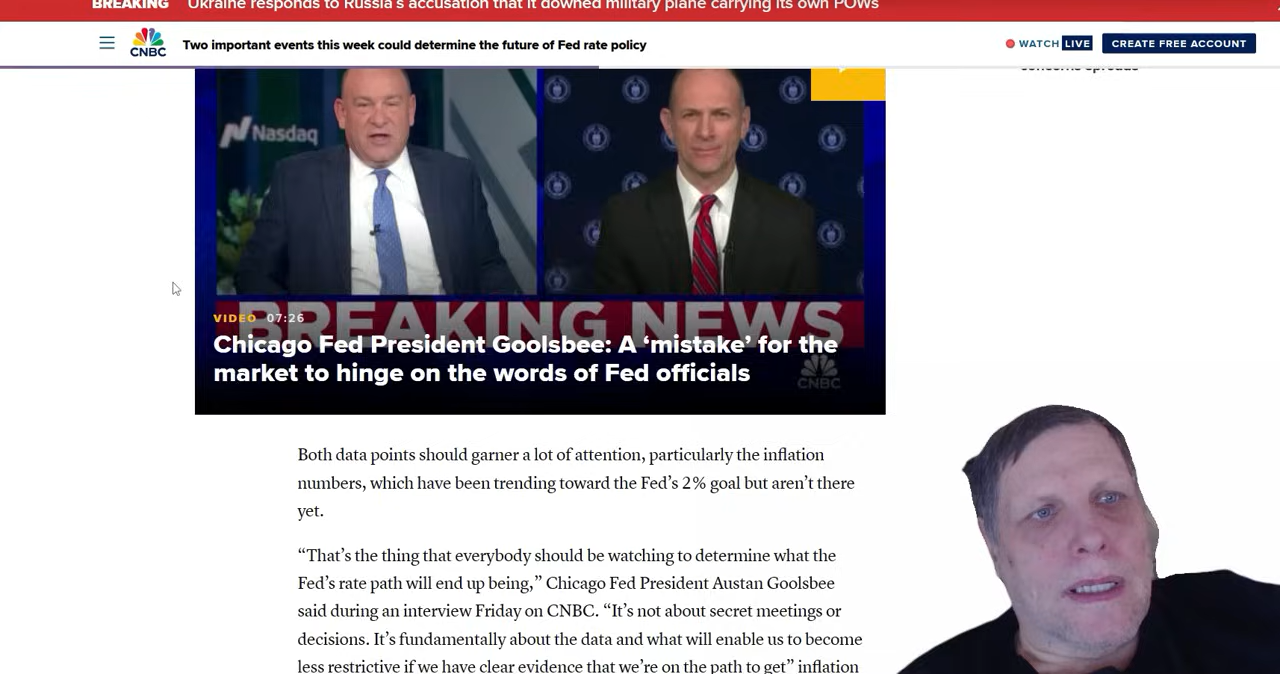 BREAKING Ukraine responds to Russia's accusation that it downed military plane carrying its own POWs
CNBC Two important events this week could determine the future of Fed rate policy WATCH LIVE CREATE FREE ACCOUNT
concerns spreads
Nasdaq
BREAKING NEWS
VIDEO 07:26
Chicago Fed President Goolsbee: A ‘mistake’ for the
market to hinge on the words of Fed officials
CNBC
Both data points should garner a lot of attention, particularly the inflation
numbers, which have been trending toward the Fed’s 2% goal but aren’t there
yet.
“That’s the thing that everybody should be watching to determine what the
Fed’s rate path will end up being,” Chicago Fed President Austan Goolsbee
said during an interview Friday on CNBC. “It’s not about secret meetings or
decisions. It’s fundamentally about the data and what will enable us to become
less restrictive if we have clear evidence that we’re on the path to get” inflation